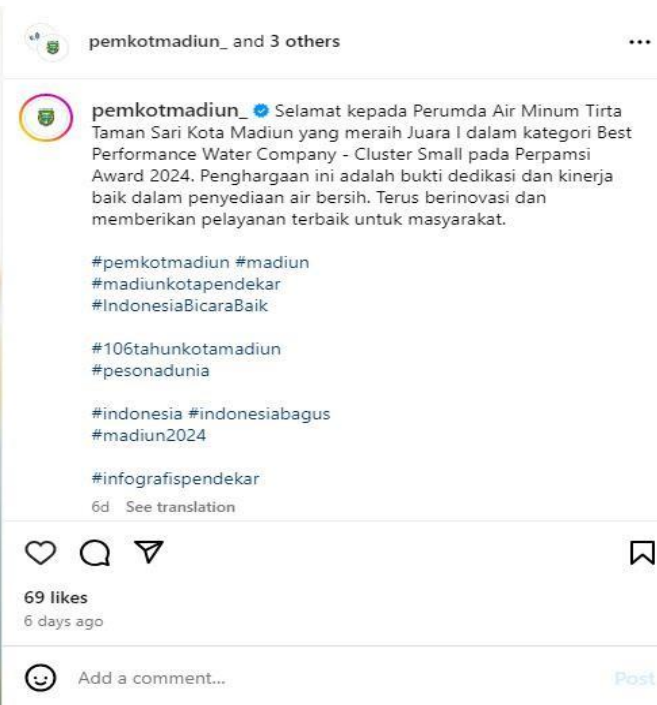 pemkotmadiun_ and 3 others
pemkotmadiun_ Selamat kepada Perumda Air Minum Tirta
Taman Sari Kota Madiun yang meraih Juara I dalam kategori Best
Performance Water Company - Cluster Small pada Perpamsi
Award 2024. Penghargaan ini adalah bukti dedikasi dan kinerja
baik dalam penyediaan air bersih. Terus berinovasi dan
memberikan pelayanan terbaik untuk masyarakat.
#pemkotmadiun #madiun
#madiunkotapendekar
#IndonesiaBicaraBaik
#106tahunkotamadiun
#pesonadunia
#indonesia #indonesiabagus
#madiun2024
#infografispendekar
6d See translation
69 likes
6 days ago
Add a comment...
Post